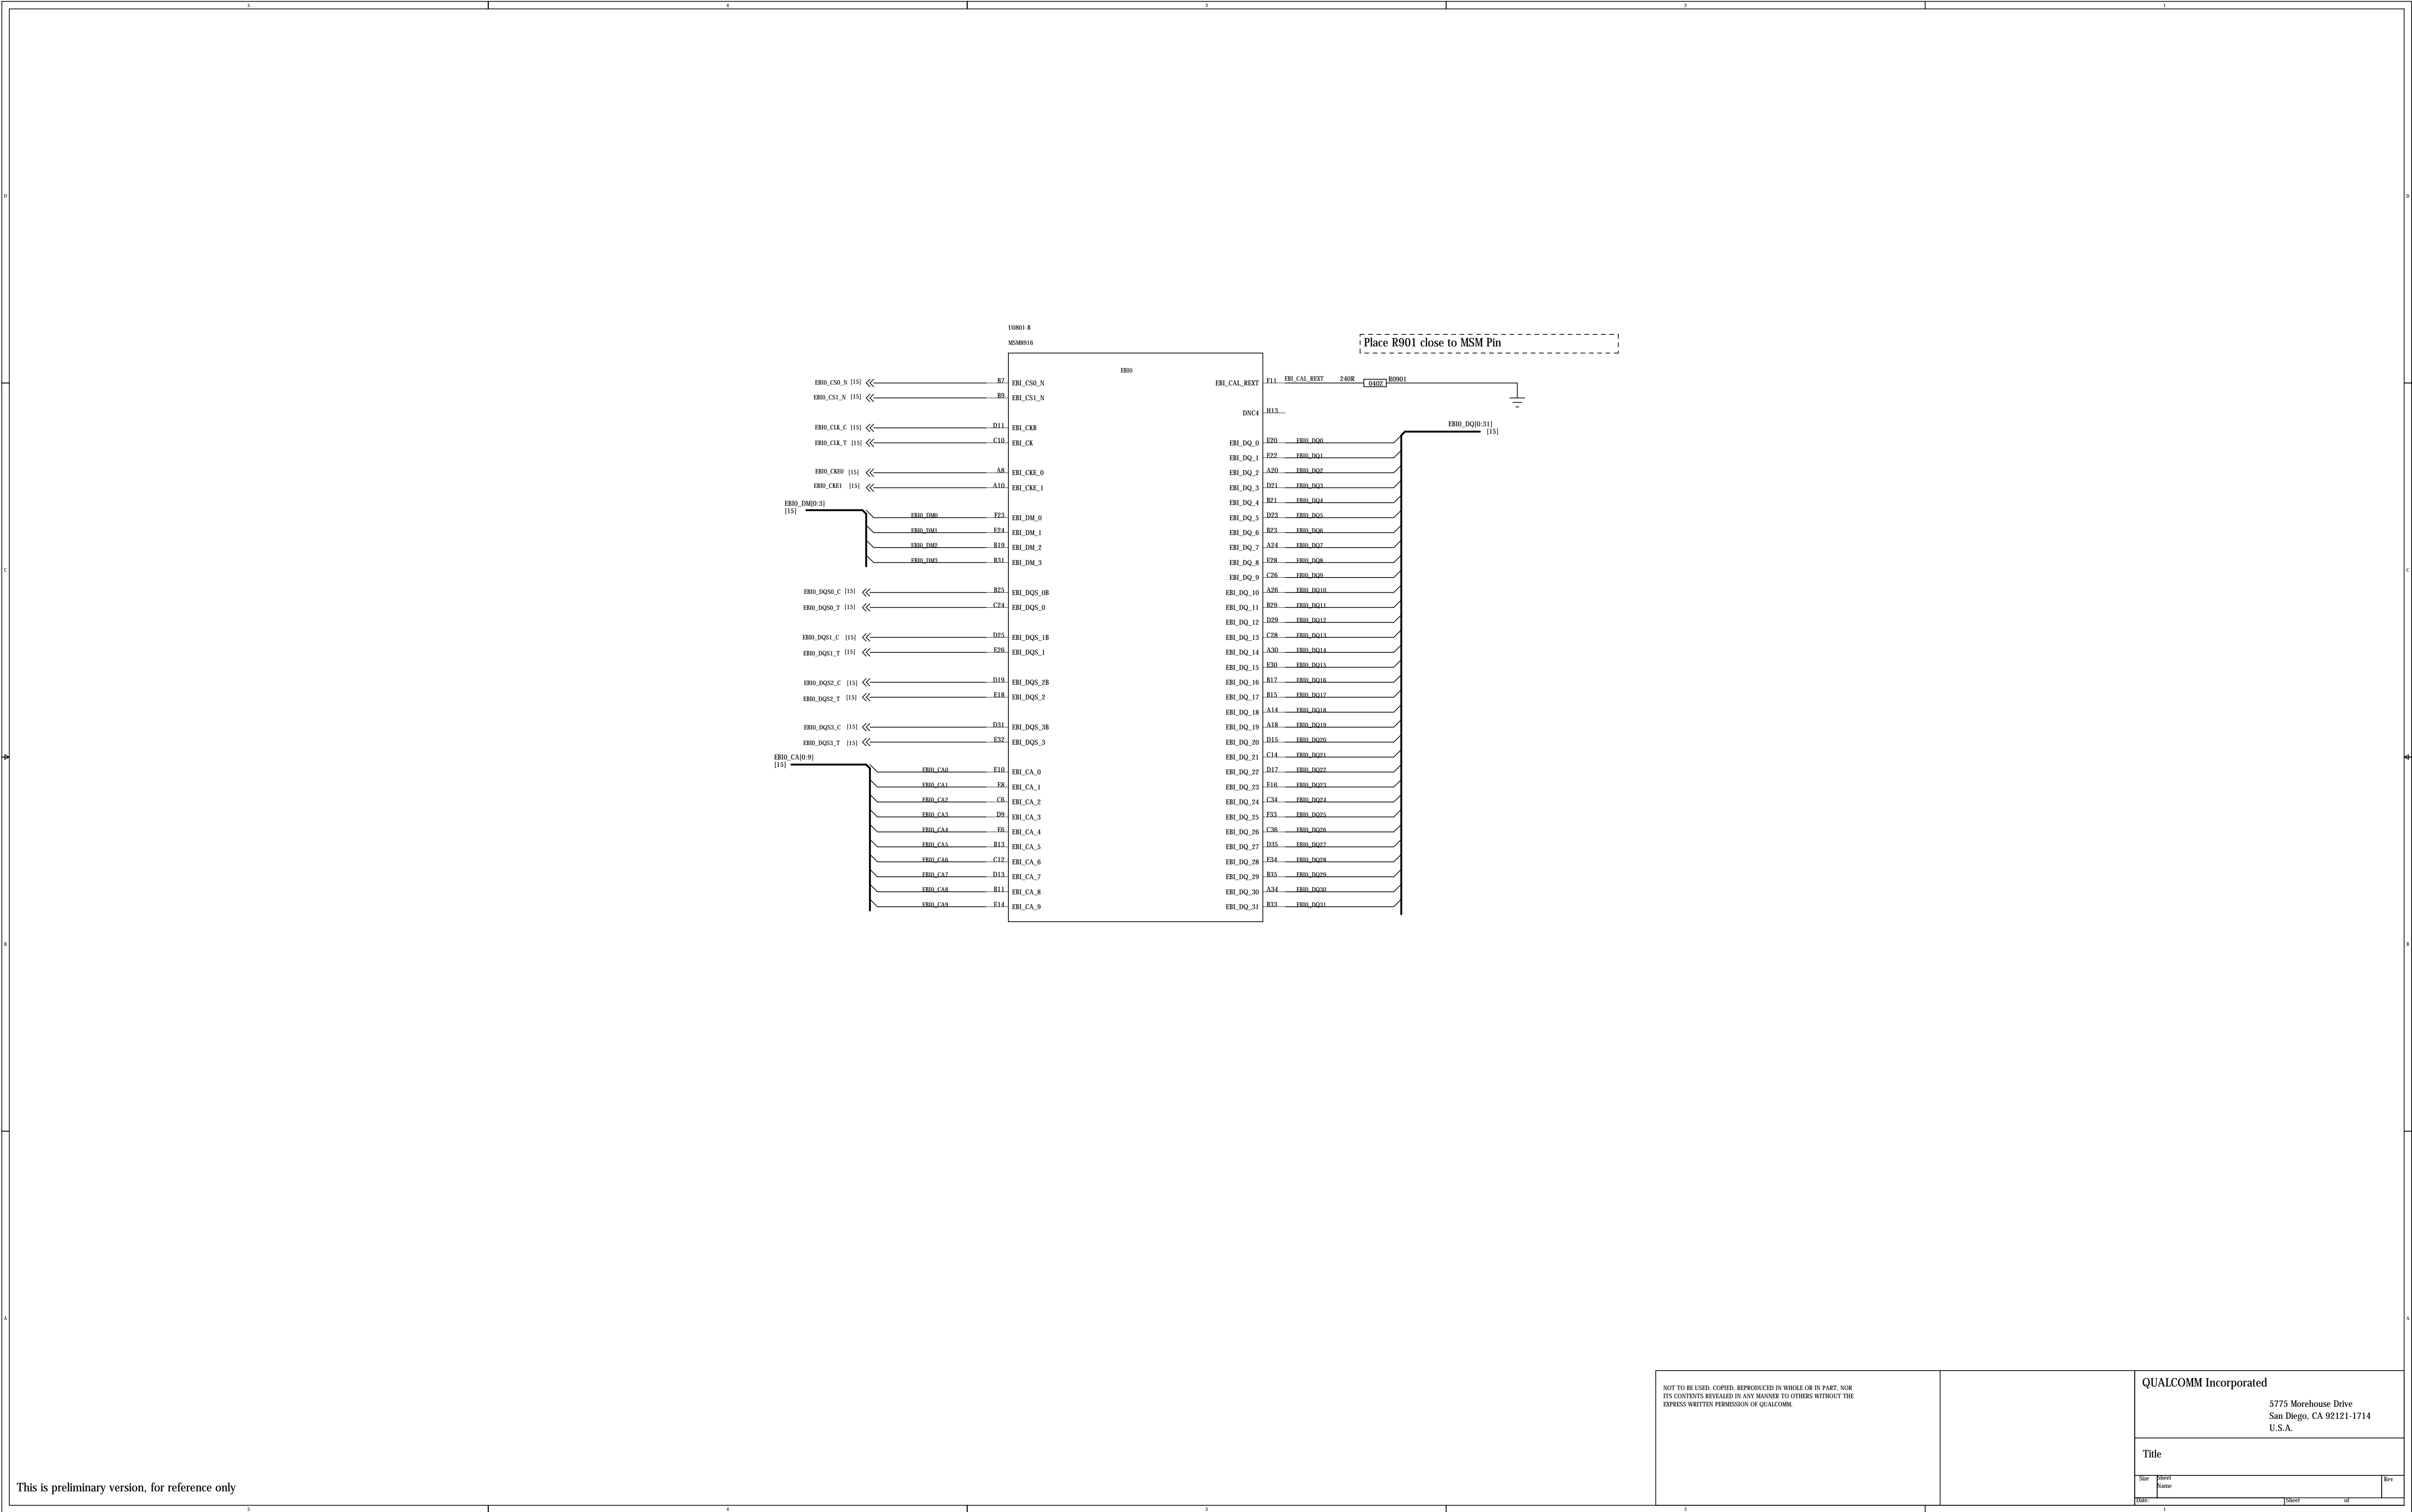 5 4 3 2 1
D D
C C
B B
A A
U0801-B
MSM8916
EBI0
Place R901 close to MSM Pin
EBI0_CS0_N [15] B7 EBI_CS0_N
EBI0_CS1_N [15] B9 EBI_CS1_N
EBI0_CLK_C [15] D11 EBI_CKB
EBI0_CLK_T [15] C10 EBI_CK
EBI0_CKE0 [15] A8 EBI_CKE_0
EBI0_CKE1 [15] A10 EBI_CKE_1
EBI0_DM[0:3]
[15]
EBI0_DM0 F23 EBI_DM_0
EBI0_DM1 E24 EBI_DM_1
EBI0_DM2 B19 EBI_DM_2
EBI0_DM3 B31 EBI_DM_3
EBI0_DQS0_C [15] B25 EBI_DQS_0B
EBI0_DQS0_T [15] C24 EBI_DQS_0
EBI0_DQS1_C [15] D25 EBI_DQS_1B
EBI0_DQS1_T [15] E26 EBI_DQS_1
EBI0_DQS2_C [15] D19 EBI_DQS_2B
EBI0_DQS2_T [15] E18 EBI_DQS_2
EBI0_DQS3_C [15] D31 EBI_DQS_3B
EBI0_DQS3_T [15] E32 EBI_DQS_3
EBI0_CA[0:9]
[15]
EBI0_CA0 E10 EBI_CA_0
EBI0_CA1 EBI_CA_1
EBI0_CA2 C6 EBI_CA_2
EBI0_CA3 D9 EBI_CA_3
EBI0_CA4 EBI_CA_4
EBI0_CA5 B13 EBI_CA_5
EBI0_CA6 C12 EBI_CA_6
EBI0_CA7 D13 EBI_CA_7
EBI0_CA8 B11 EBI_CA_8
EBI0_CA9 E14 EBI_CA_9
EBI_CAL_REXT F11 EBI_CAL_REXT 240R 0402 R0901
DNC4 H13
EBI0_DQ[0:31]
[15]
EBI_DQ_0 E20 EBI0_DQ0
EBI_DQ_1 EBI0_DQ1
EBI_DQ_2 A20 EBI0_DQ2
EBI_DQ_3 D21 EBI0_DQ3
EBI_DQ_4 B21 EBI0_DQ4
EBI_DQ_5 D23 EBI0_DQ5
EBI_DQ_6 B23 EBI0_DQ6
EBI_DQ_7 A24 EBI0_DQ7
EBI_DQ_8 EBI0_DQ8
EBI_DQ_9 C26 EBI0_DQ9
EBI_DQ_10 A26 EBI0_DQ10
EBI_DQ_11 B29 EBI0_DQ11
EBI_DQ_12 D29 EBI0_DQ12
EBI_DQ_13 C28 EBI0_DQ13
EBI_DQ_14 A30 EBI0_DQ14
EBI_DQ_15 E30 EBI0_DQ15
EBI_DQ_16 B17 EBI0_DQ16
EBI_DQ_17 B15 EBI0_DQ17
EBI_DQ_18 A14 EBI0_DQ18
EBI_DQ_19 A18 EBI0_DQ19
EBI_DQ_20 D15 EBI0_DQ20
EBI_DQ_21 C14 EBI0_DQ21
EBI_DQ_22 D17 EBI0_DQ22
EBI_DQ_23 E16 EBI0_DQ23
EBI_DQ_24 C34 EBI0_DQ24
EBI_DQ_25 F33 EBI0_DQ25
EBI_DQ_26 C36 EBI0_DQ26
EBI_DQ_27 D35 EBI0_DQ27
EBI_DQ_28 EBI0_DQ28
EBI_DQ_29 B35 EBI0_DQ29
EBI_DQ_30 A34 EBI0_DQ30
EBI_DQ_31 B33 EBI0_DQ31
NOT TO BE USED, COPIED, REPRODUCED IN WHOLE OR IN PART, NOR
ITS CONTENTS REVEALED IN ANY MANNER TO OTHERS WITHOUT THE
EXPRESS WRITTEN PERMISSION OF QUALCOMM.
QUALCOMM Incorporated
5775 Morehouse Drive
San Diego, CA 92121-1714
U.S.A.
Title
Size Sheet Rev
Name
Date: Sheet of
This is preliminary version, for reference only
5 4 3 2 1